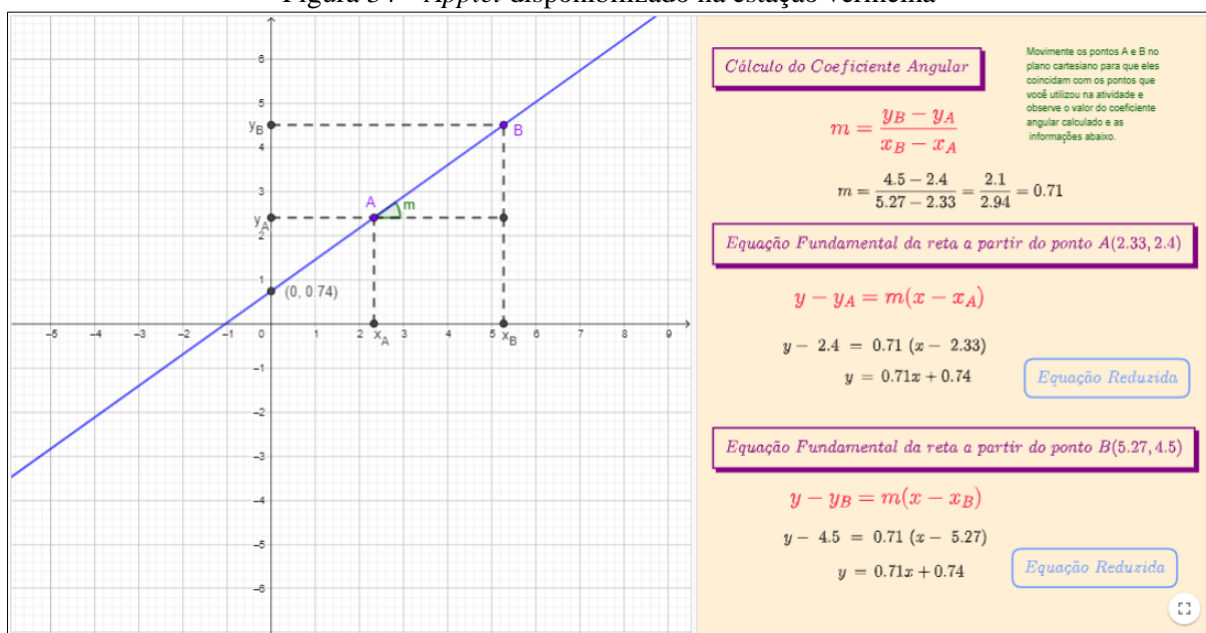 Figura 34 - Applet disponibilizado na estação vermelha
6
5
y_B
4
B
3
A
m
y_A
2
1
(0, 0.74)
-5 -4 -3 -2 -1 0 1 2 x_A 3 4 5 x_B 6 7 8 9
-1
-2
-3
-4
-5
-6
Cálculo do Coeficiente Angular
Movimente os pontos A e B no
plano cartesiano para que eles
coincidam com os pontos que
você utilizou na atividade e
observe o valor do coeficiente
angular calculado e as
informações abaixo.
m = \frac{y_B - y_A}{x_B - x_A}
m = \frac{4.5 - 2.4}{5.27 - 2.33} = \frac{2.1}{2.94} = 0.71
Equação Fundamental da reta a partir do ponto A(2.33, 2.4)
y - y_A = m(x - x_A)
y - 2.4 = 0.71 (x - 2.33)
y = 0.71x + 0.74
Equação Reduzida
Equação Fundamental da reta a partir do ponto B(5.27, 4.5)
y - y_B = m(x - x_B)
y - 4.5 = 0.71 (x - 5.27)
y = 0.71x + 0.74
Equação Reduzida